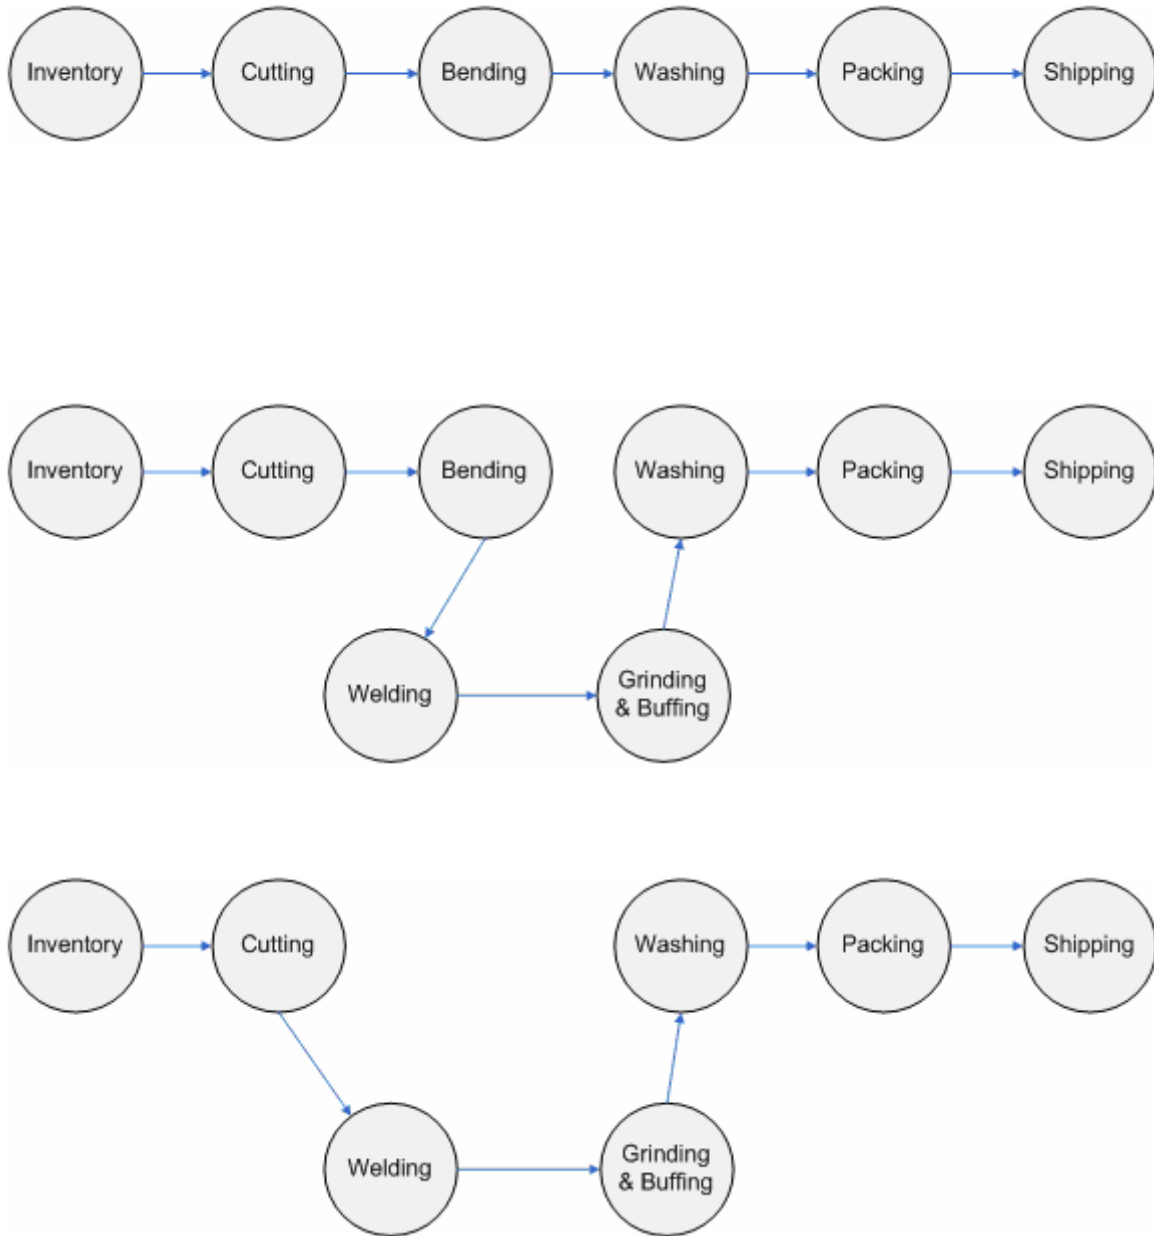 Inventory
Cutting
Bending
Washing
Packing
Shipping
Inventory
Cutting
Bending
Washing
Packing
Shipping
Welding
Grinding
& Buffing
Inventory
Cutting
Washing
Packing
Shipping
Welding
Grinding
& Buffing